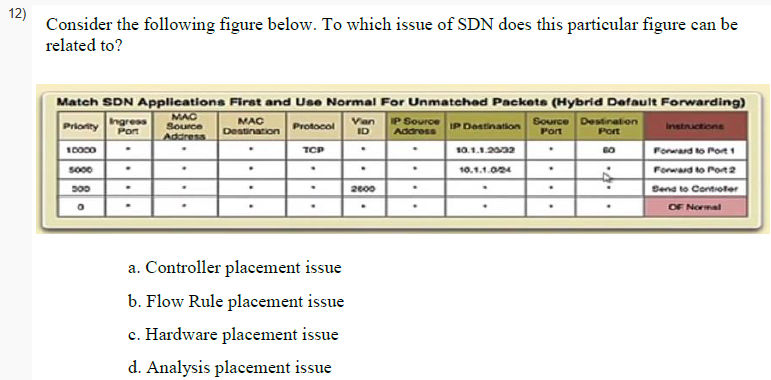 12)
Consider the following figure below. To which issue of SDN does this particular figure can be
related to?
Match SDN Applications First and Use Normal For Unmatched Packets (Hybrid Default Forwarding)
Priority Ingress Port MAC Source Address MAC Destination Protocol Vlan ID IP Source Address IP Destination Source Port Destination Port Instructions
10000 * * * TCP * * 10.1.1.20/32 * 80 Forward to Port 1
5000 * * * * * * 10.1.1.0/24 * * Forward to Port 2
500 * * * * 2600 * * * * Send to Controller
0 * * * * * * * * * OF Normal
a. Controller placement issue
b. Flow Rule placement issue
c. Hardware placement issue
d. Analysis placement issue